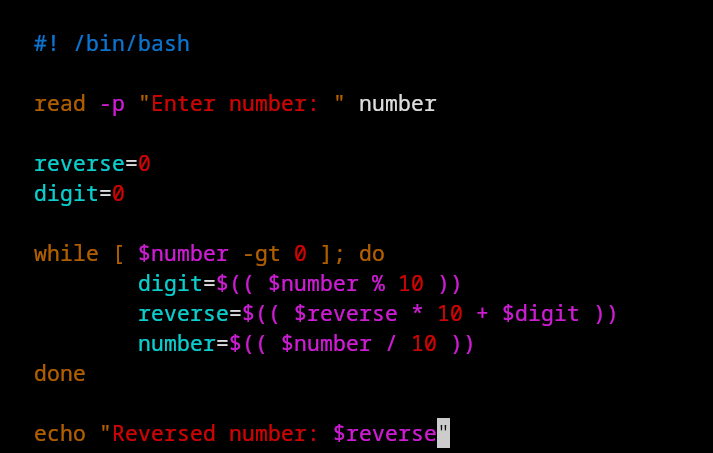 #! /bin/bash
read -p "Enter number: " number
reverse=0
digit=0
while [ $number -gt 0 ]; do
digit=$(( $number % 10 ))
reverse=$(( $reverse * 10 + $digit ))
number=$(( $number / 10 ))
done
echo "Reversed number: $reverse"